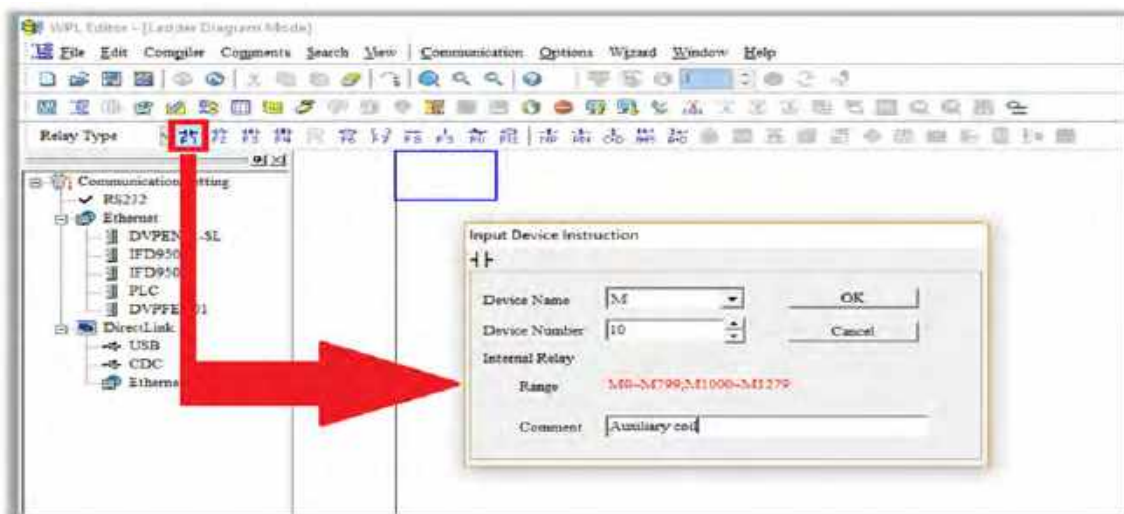 WPL Editor - [Ladder Diagram Mode]
File Edit Compiler Comments Search View Communication Options Wizard Window Help
Relay Type
Communication Setting
RS232
Ethernet
DVPEN -SL
IFD950
IFD950
PLC
DVPFE 01
DirectLink
USB
CDC
Etherne
Input Device Instruction
Device Name M OK
Device Number 10 Cancel
Internal Relay
Range M0~M799,M1000~M1279
Comment Auxiliary coil